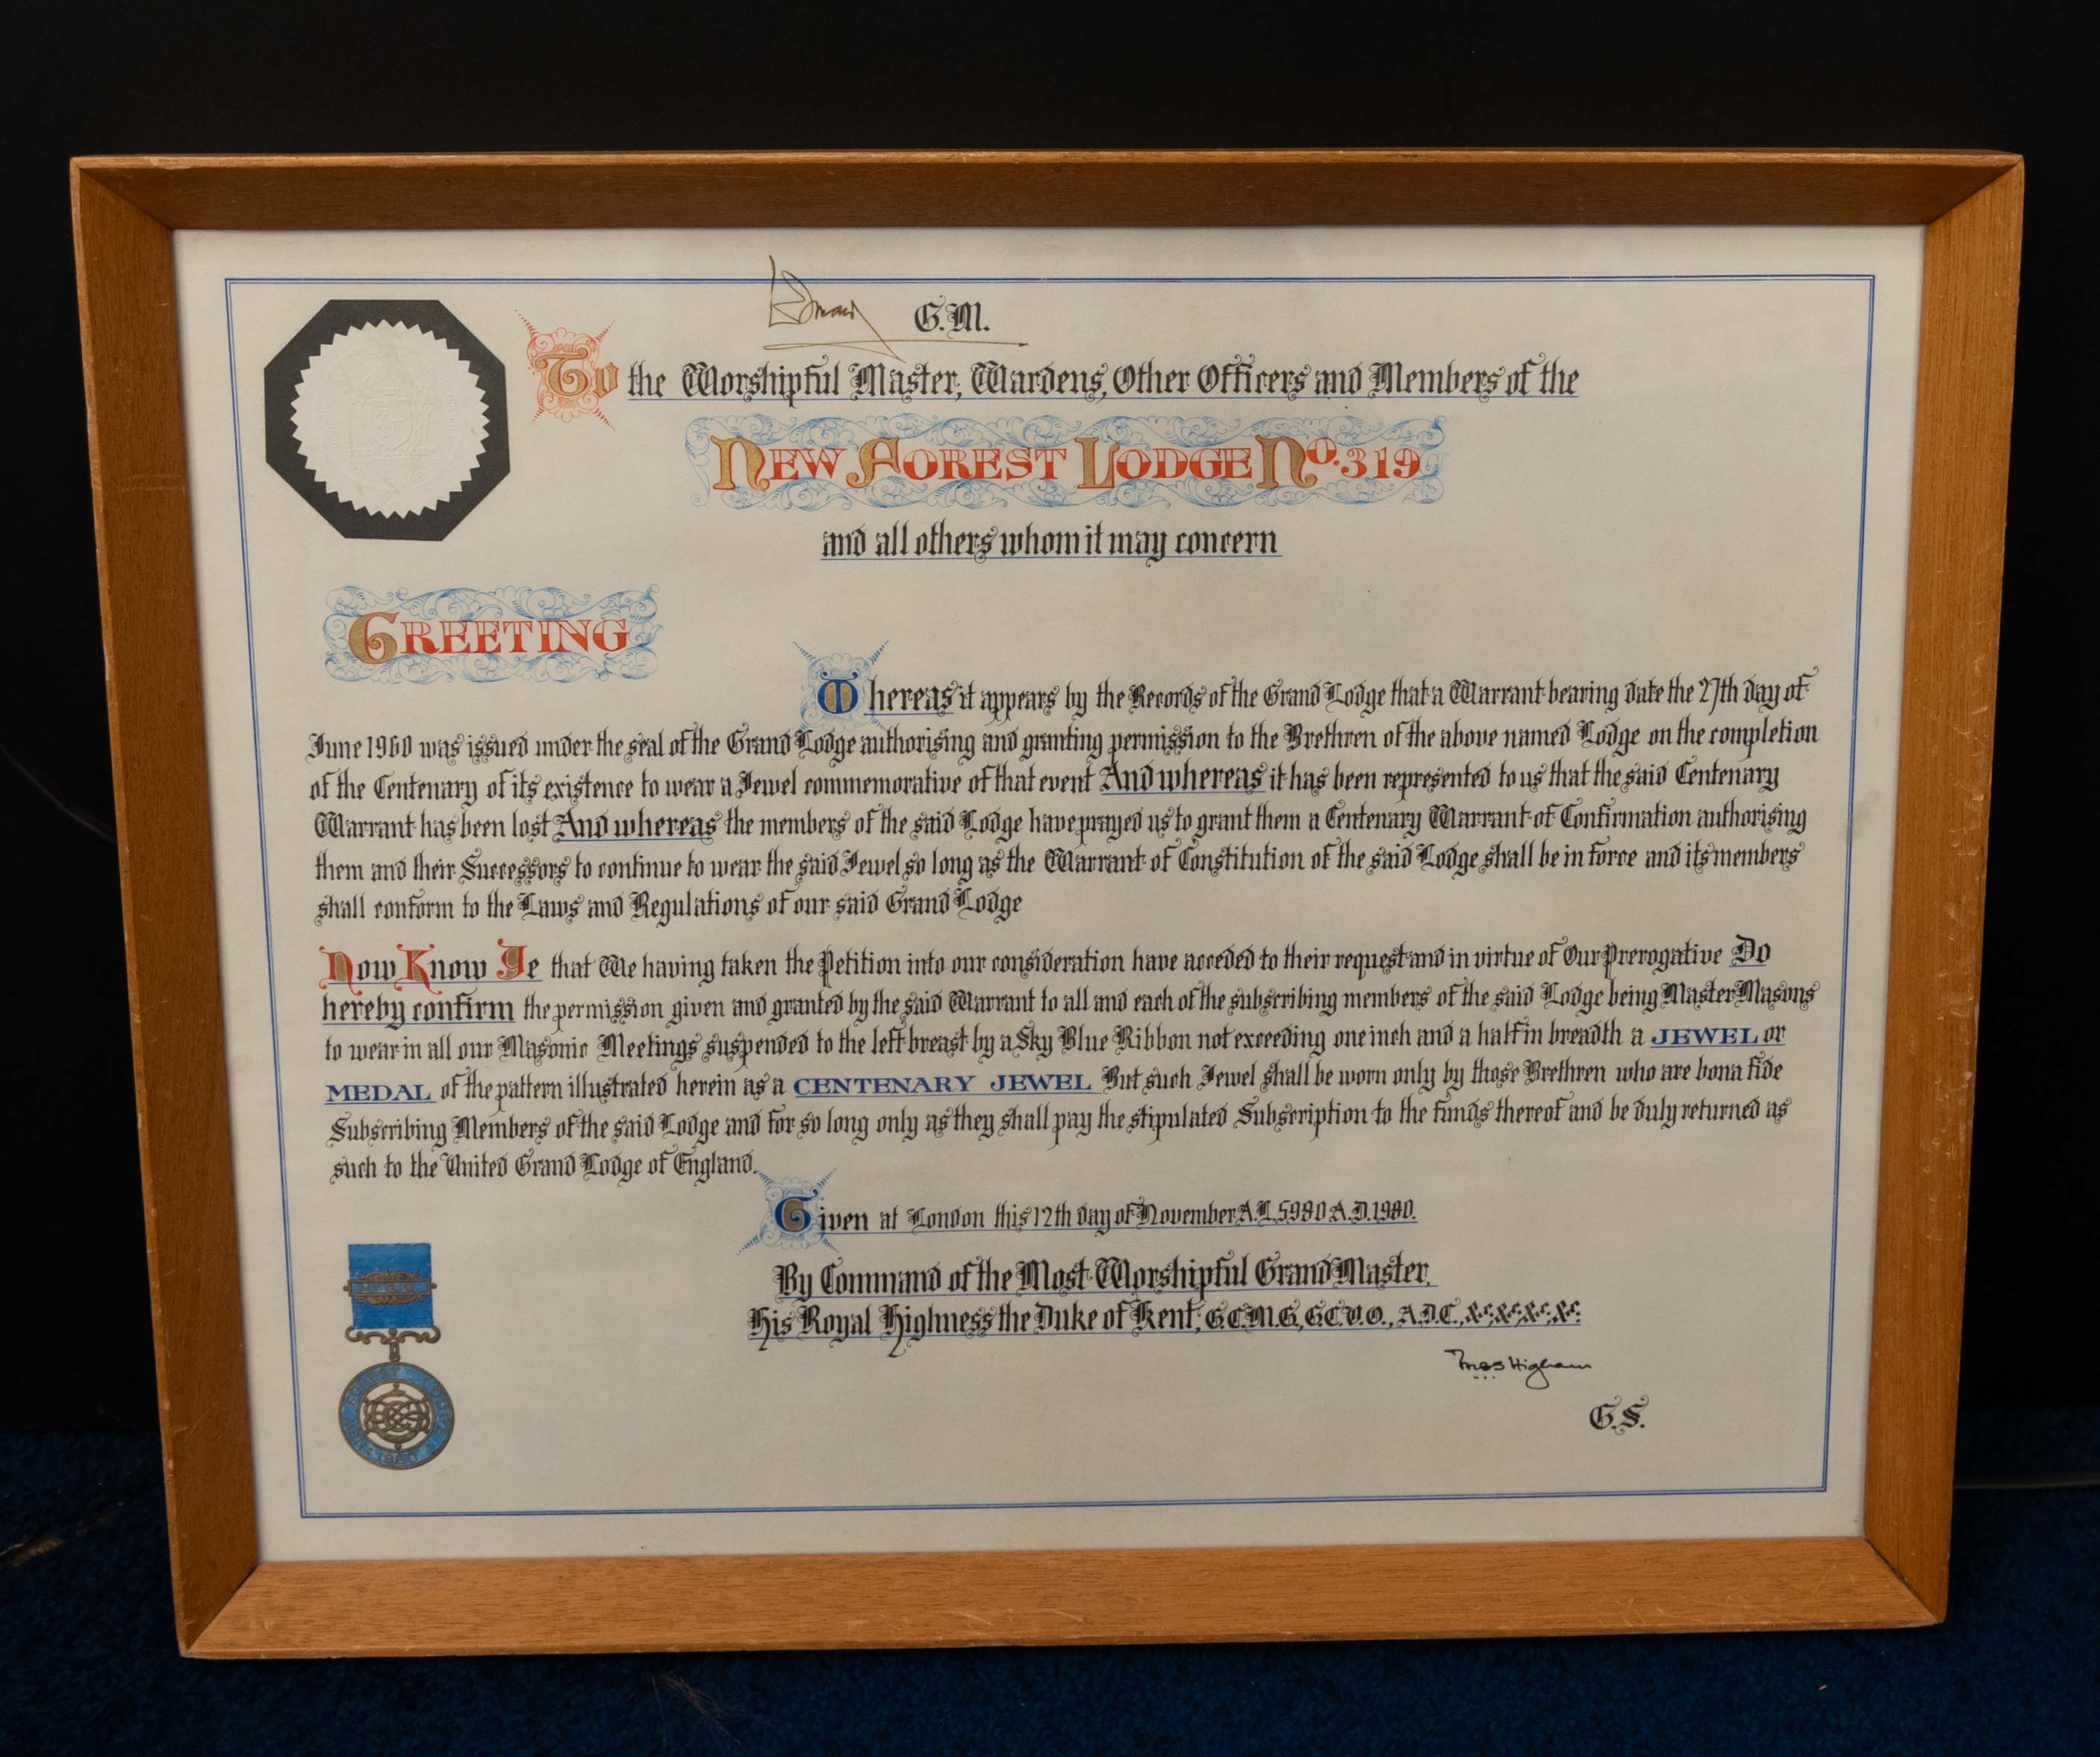 Edward G.M.
To the Worshipful Master, Wardens, Other Officers and Members of the
NEW FOREST LODGE No. 319
and all others whom it may concern
GREETING
Whereas it appears by the Records of the Grand Lodge that a Warrant bearing date the 27th day of
June 1960 was issued under the seal of the Grand Lodge authorising and granting permission to the Brethren of the above named Lodge on the completion
of the Centenary of its existence to wear a Jewel commemorative of that event And whereas it has been represented to us that the said Centenary
Warrant has been lost And whereas the members of the said Lodge have prayed us to grant them a Centenary Warrant of Confirmation authorising
them and their Successors to continue to wear the said Jewel so long as the Warrant of Constitution of the said Lodge shall be in force and its members
shall conform to the Laws and Regulations of our said Grand Lodge
Now Know Ye that We having taken the Petition into our consideration have acceded to their request and in virtue of Our Prerogative Do
hereby confirm the permission given and granted by the said Warrant to all and each of the subscribing members of the said Lodge being Master Masons
to wear in all our Masonic Meetings suspended to the left breast by a Sky Blue Ribbon not exceeding one inch and a half in breadth a JEWEL or
MEDAL of the pattern illustrated herein as a CENTENARY JEWEL But such Jewel shall be worn only by those Brethren who are bona fide
Subscribing Members of the said Lodge and for so long only as they shall pay the stipulated Subscription to the funds thereof and be duly returned as
such to the United Grand Lodge of England.
Given at London this 12th day of November A.L. 5980 A.D. 1980.
By Command of the Most Worshipful Grand Master,
His Royal Highness the Duke of Kent, G.C.M.G, G.C.V.O., A.D.C., &c, &c, &c, &c.
Higham
G.S.
FOREST LODGE